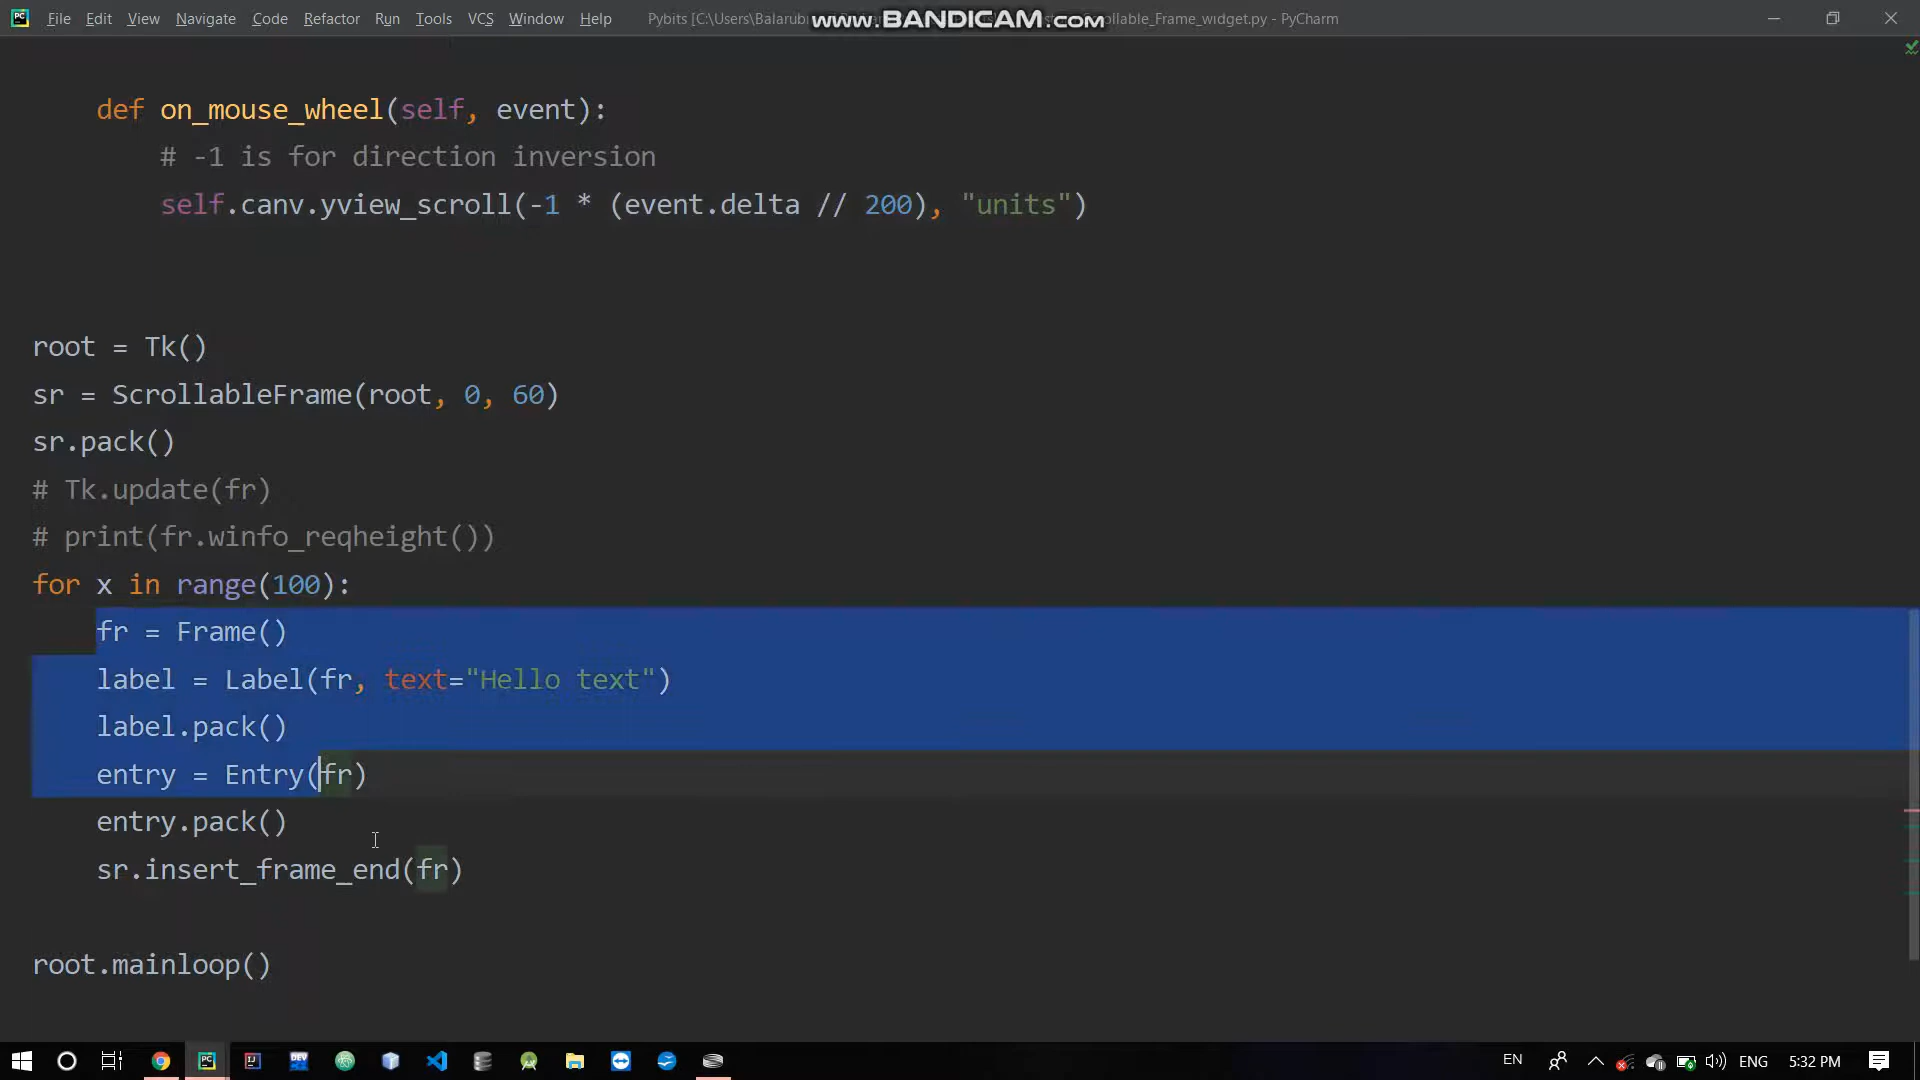 File Edit View Navigate Code Refactor Run Tools VCS Window Help Pybits [C:\Users\Balarub www.BANDICAM.com ollable_Frame_widget.py - PyCharm
def on_mouse_wheel(self, event):
# -1 is for direction inversion
self.canv.yview_scroll(-1 * (event.delta // 200), "units")
root = Tk()
sr = ScrollableFrame(root, 0, 60)
sr.pack()
# Tk.update(fr)
# print(fr.winfo_reqheight())
for x in range(100):
fr = Frame()
label = Label(fr, text="Hello text")
label.pack()
entry = Entry(fr)
entry.pack()
sr.insert_frame_end(fr)
root.mainloop()
EN ENG 5:32 PM